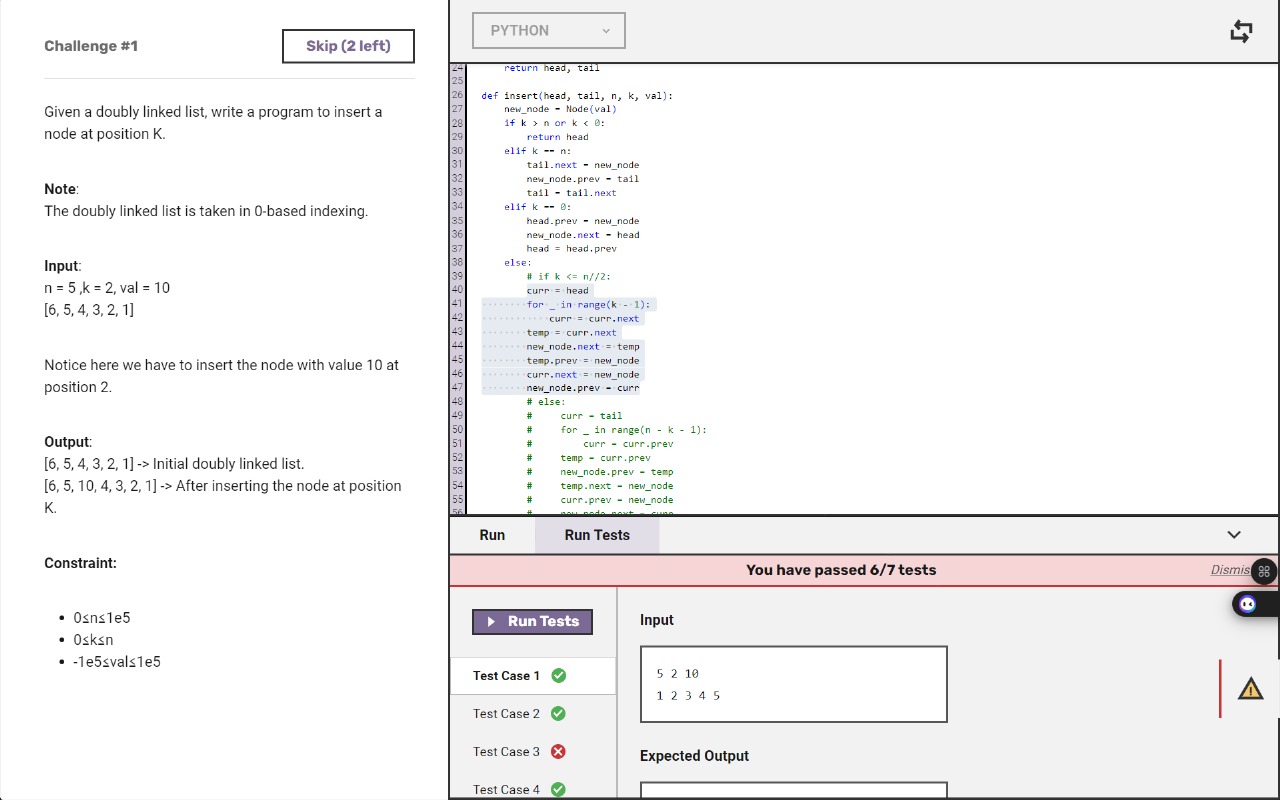 Challenge #1
Skip (2 left)
Given a doubly linked list, write a program to insert a
node at position K.
Note:
The doubly linked list is taken in 0-based indexing.
Input:
n = 5 ,k = 2, val = 10
[6, 5, 4, 3, 2, 1]
Notice here we have to insert the node with value 10 at
position 2.
Output:
[6, 5, 4, 3, 2, 1] -> Initial doubly linked list.
[6, 5, 10, 4, 3, 2, 1] -> After inserting the node at position
K.
Constraint:
• 0≤n≤1e5
• 0≤k≤n
• -1e5≤val≤1e5
PYTHON
24 return head, tail
25
26 def insert(head, tail, n, k, val):
27 new_node = Node(val)
28 if k > n or k < 0:
29 return head
30 elif k == n:
31 tail.next = new_node
32 new_node.prev = tail
33 tail = tail.next
34 elif k == 0:
35 head.prev = new_node
36 new_node.next = head
37 head = head.prev
38 else:
39 # if k <= n//2:
40 curr = head
41 for _ in range(k - 1):
42 curr = curr.next
43 temp = curr.next
44 new_node.next = temp
45 temp.prev = new_node
46 curr.next = new_node
47 new_node.prev = curr
48 # else:
49 # curr = tail
50 # for _ in range(n - k - 1):
51 # curr = curr.prev
52 # temp = curr.prev
53 # new_node.prev = temp
54 # temp.next = new_node
55 # curr.prev = new_node
56 # new_node.next = curr
Run
Run Tests
You have passed 6/7 tests
Dismis
Run Tests
Test Case 1
Test Case 2
Test Case 3
Test Case 4
Input
5 2 10
1 2 3 4 5
Expected Output